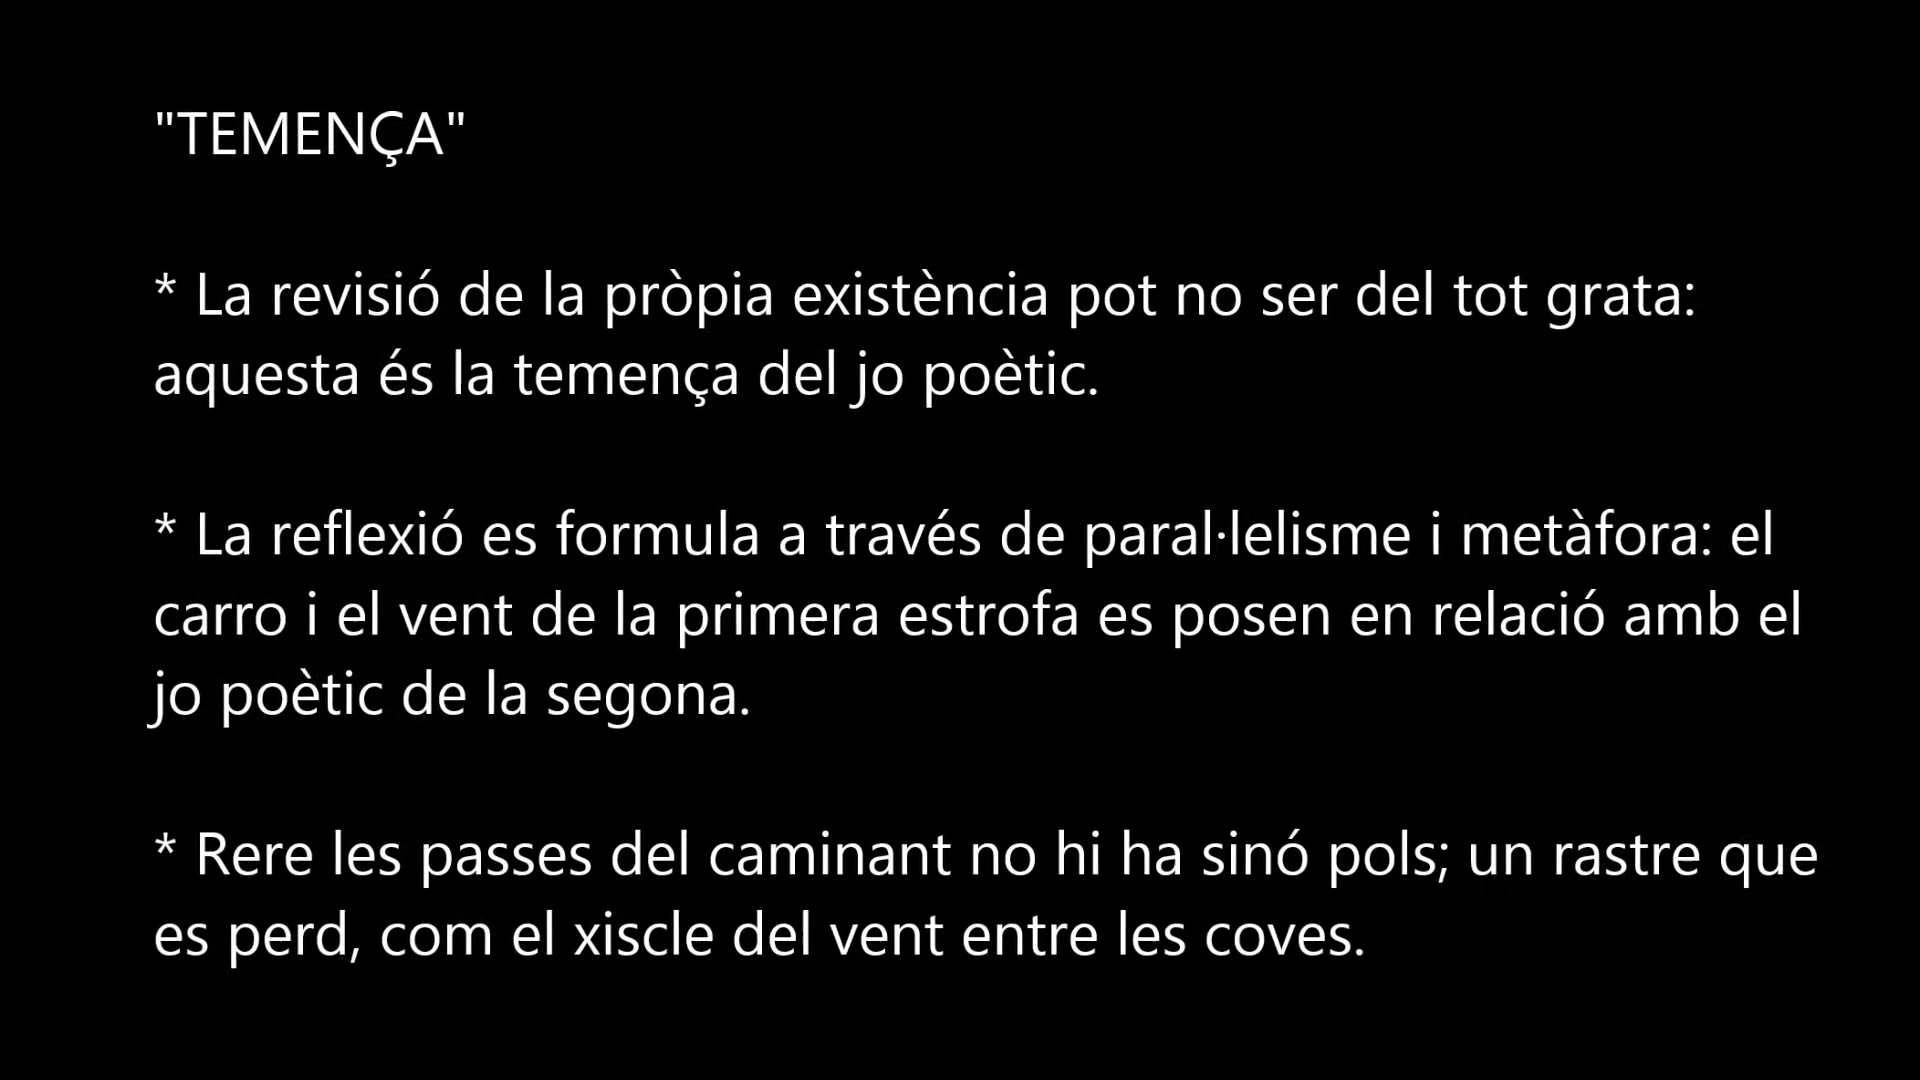 "TEMENÇA"
* La revisió de la pròpia existència pot no ser del tot grata:
aquesta és la temença del jo poètic.
* La reflexió es formula a través de paral·lelisme i metàfora: el
carro i el vent de la primera estrofa es posen en relació amb el
jo poètic de la segona.
* Rere les passes del caminant no hi ha sinó pols; un rastre que
es perd, com el xiscle del vent entre les coves.